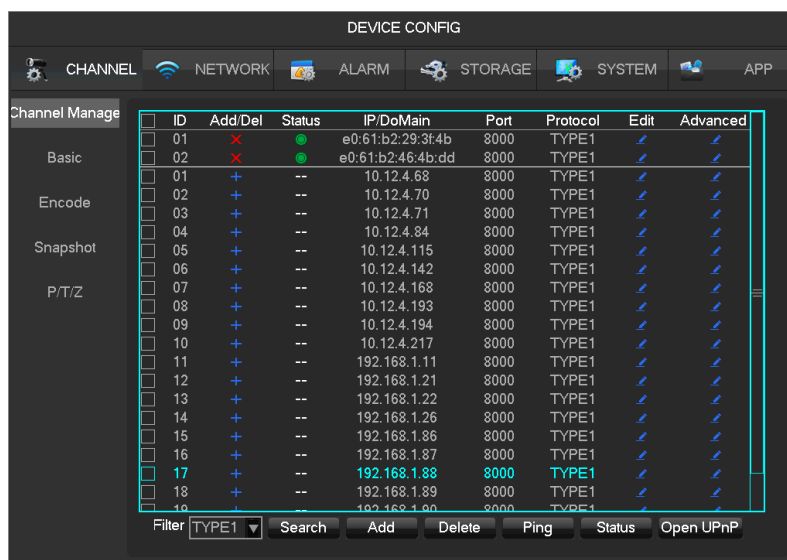 DEVICE CONFIG
CHANNEL NETWORK ALARM STORAGE SYSTEM APP
Channel Manage
Basic
Encode
Snapshot
P/T/Z
ID Add/Del Status IP/DoMain Port Protocol Edit Advanced
01 e0:61:b2:29:3f:4b 8000 TYPE1
02 e0:61:b2:46:4b:dd 8000 TYPE1
01 + -- 10.12.4.68 8000 TYPE1
02 + -- 10.12.4.70 8000 TYPE1
03 + -- 10.12.4.71 8000 TYPE1
04 + -- 10.12.4.84 8000 TYPE1
05 + -- 10.12.4.115 8000 TYPE1
06 + -- 10.12.4.142 8000 TYPE1
07 + -- 10.12.4.168 8000 TYPE1
08 + -- 10.12.4.193 8000 TYPE1
09 + -- 10.12.4.194 8000 TYPE1
10 + -- 10.12.4.217 8000 TYPE1
11 + -- 192.168.1.11 8000 TYPE1
12 + -- 192.168.1.21 8000 TYPE1
13 + -- 192.168.1.22 8000 TYPE1
14 + -- 192.168.1.26 8000 TYPE1
15 + -- 192.168.1.86 8000 TYPE1
16 + -- 192.168.1.87 8000 TYPE1
17 + -- 192.168.1.88 8000 TYPE1
18 + -- 192.168.1.89 8000 TYPE1
19 + -- 192.168.1.90 8000 TYPE1
Filter TYPE1 Search Add Delete Ping Status Open UPnP